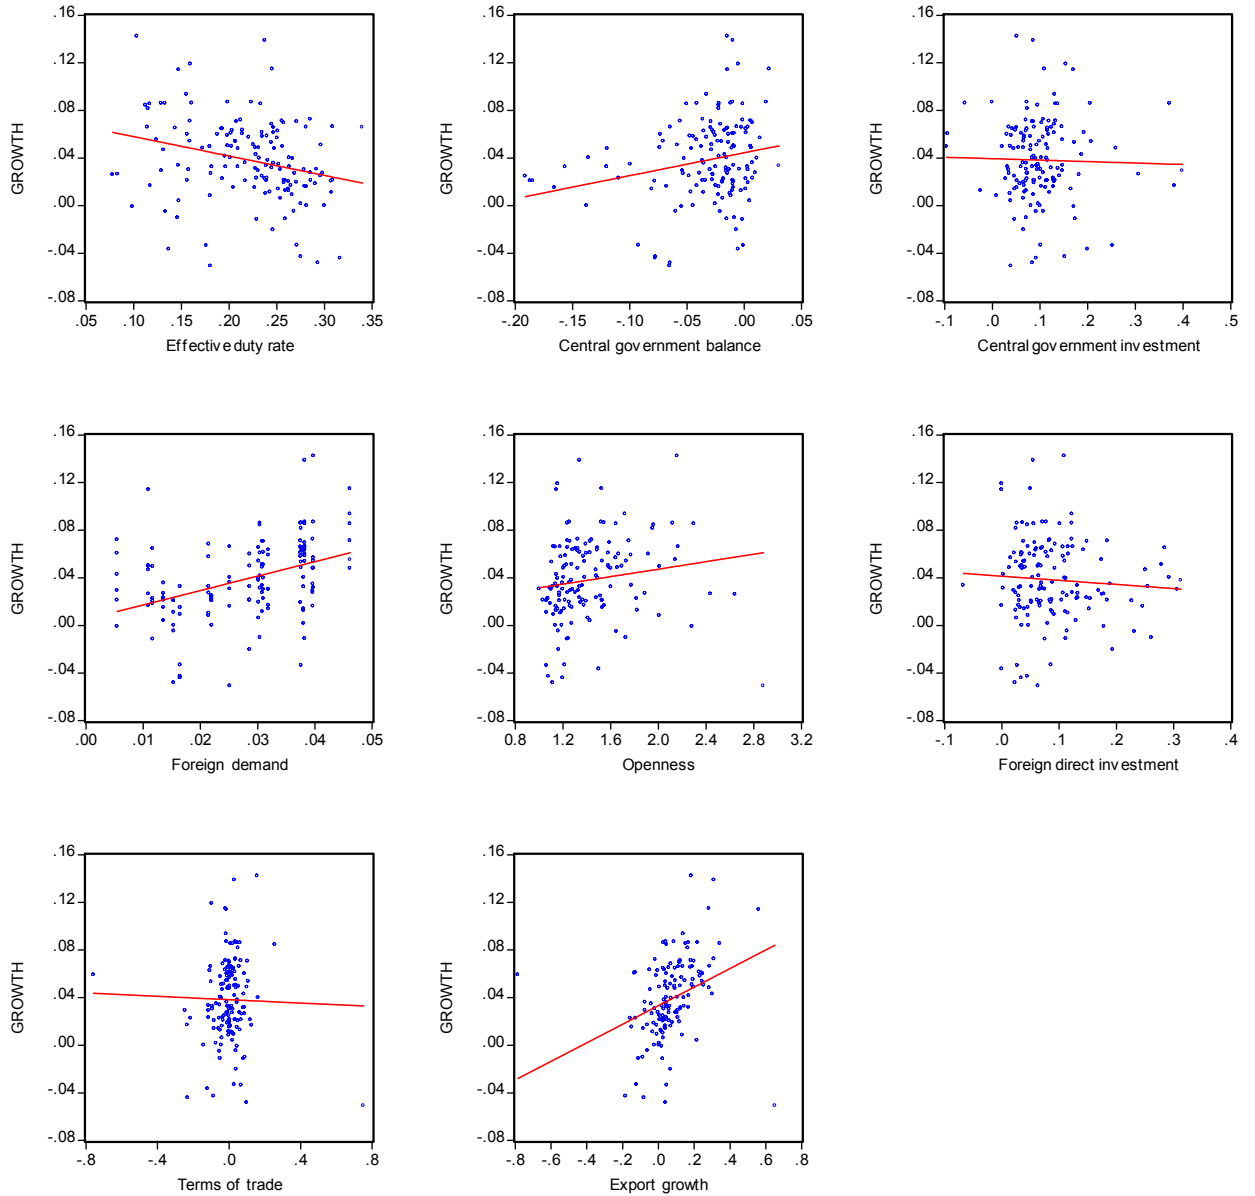 .16 .12 .08 .04 .00 -.04 -.08
GROWTH
.05 .10 .15 .20 .25 .30 .35
Effective duty rate
.16 .12 .08 .04 .00 -.04 -.08
GROWTH
-.20 -.15 -.10 -.05 .00 .05
Central government balance
.16 .12 .08 .04 .00 -.04 -.08
GROWTH
-.1 .0 .1 .2 .3 .4 .5
Central government investment
.16 .12 .08 .04 .00 -.04 -.08
GROWTH
.00 .01 .02 .03 .04 .05
Foreign demand
.16 .12 .08 .04 .00 -.04 -.08
GROWTH
0.8 1.2 1.6 2.0 2.4 2.8 3.2
Openness
.16 .12 .08 .04 .00 -.04 -.08
GROWTH
-.1 .0 .1 .2 .3 .4
Foreign direct investment
.16 .12 .08 .04 .00 -.04 -.08
GROWTH
-.8 -.4 .0 .4 .8
Terms of trade
.16 .12 .08 .04 .00 -.04 -.08
GROWTH
-.8 -.6 -.4 -.2 .0 .2 .4 .6 .8
Export growth